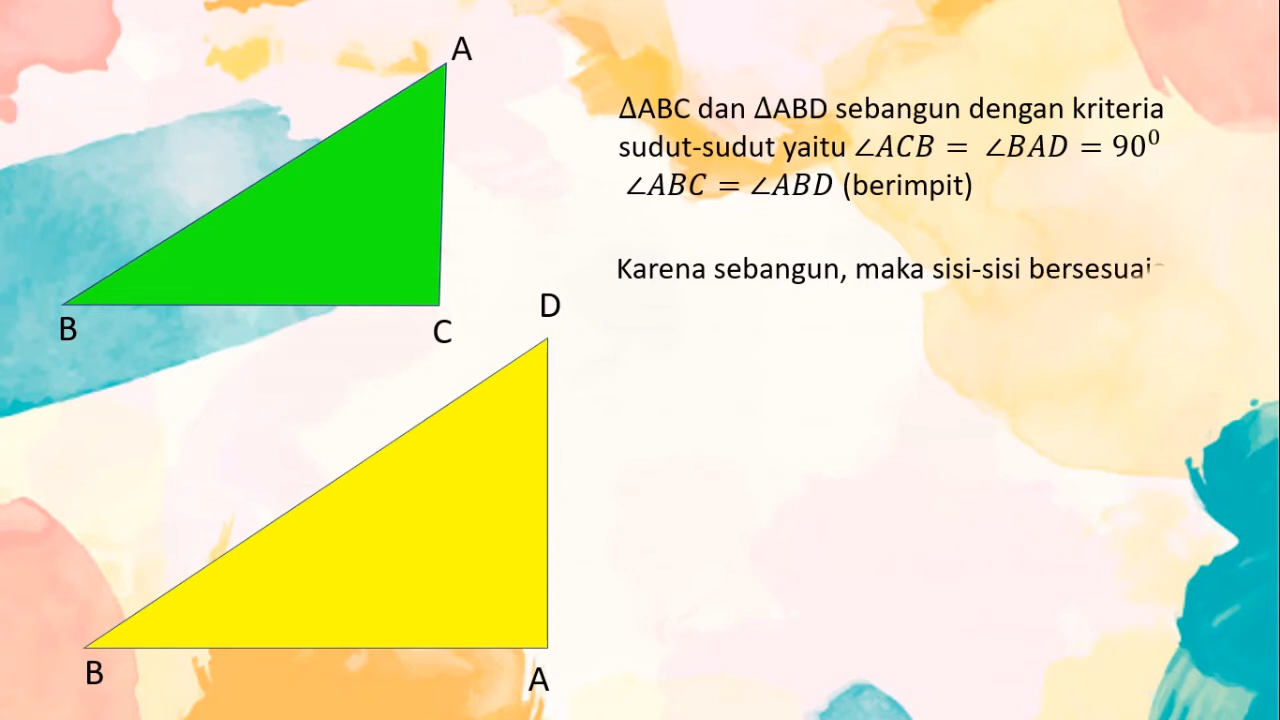 A
B
C
D
B
A
ΔABC dan ΔABD sebangun dengan kriteria
sudut-sudut yaitu ∠ACB = ∠BAD = 90⁰
∠ABC = ∠ABD (berimpit)
Karena sebangun, maka sisi-sisi